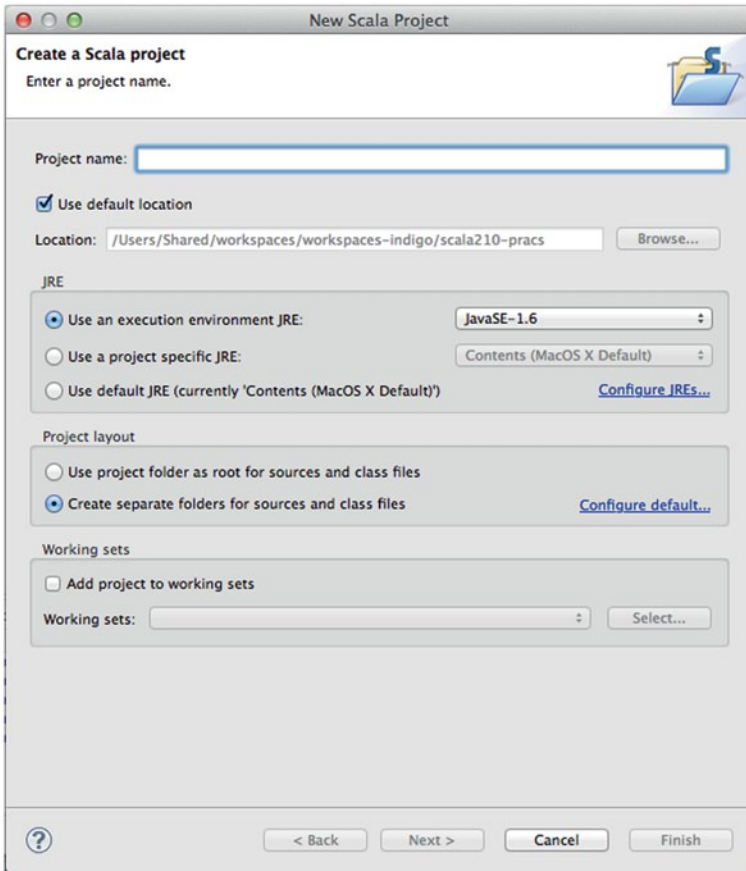 New Scala Project
Create a Scala project
Enter a project name.
S
Project name:
Use default location
Location: /Users/Shared/workspaces/workspaces-indigo/scala210-pracs Browse...
JRE
Use an execution environment JRE: JavaSE-1.6
Use a project specific JRE: Contents (MacOS X Default)
Use default JRE (currently 'Contents (MacOS X Default)') Configure JREs...
Project layout
Use project folder as root for sources and class files
Create separate folders for sources and class files Configure default...
Working sets
Add project to working sets
Working sets: Select...
? < Back Next > Cancel Finish